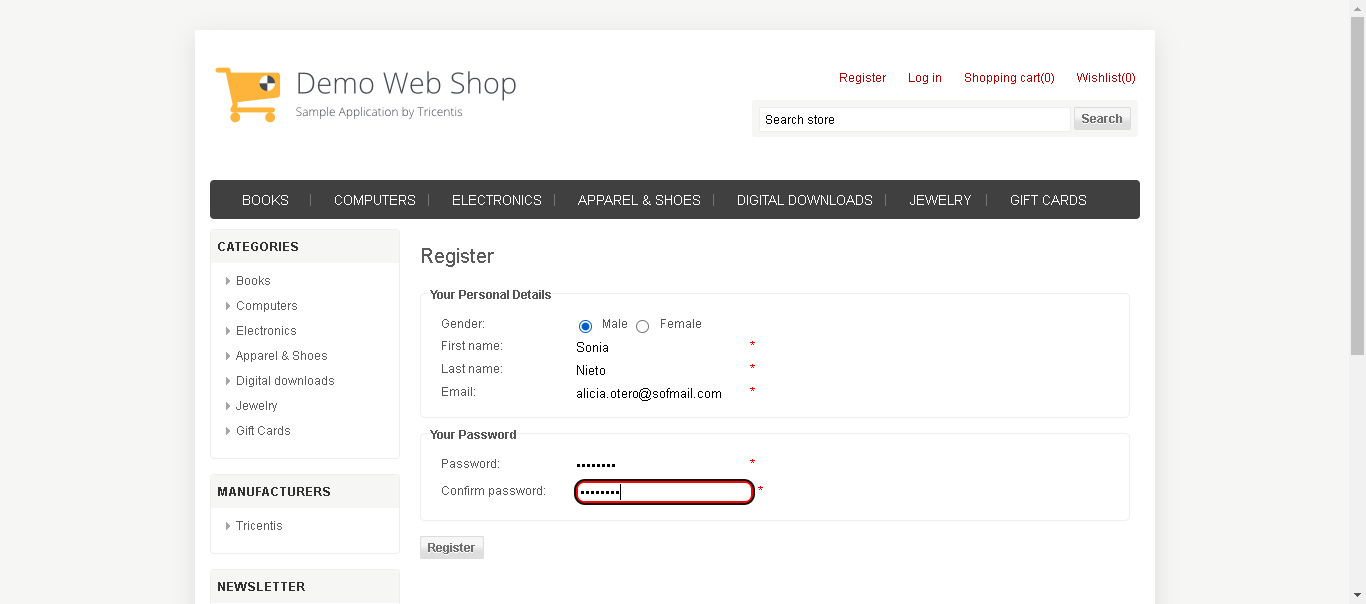 Demo Web Shop
Sample Application by Tricentis
Register Log in Shopping cart(0) Wishlist(0)
Search store Search
BOOKS COMPUTERS ELECTRONICS APPAREL & SHOES DIGITAL DOWNLOADS JEWELRY GIFT CARDS
CATEGORIES
Books
Computers
Electronics
Apparel & Shoes
Digital downloads
Jewelry
Gift Cards
MANUFACTURERS
Tricentis
NEWSLETTER
Register
Your Personal Details
Gender: Male Female
First name: Sonia *
Last name: Nieto *
Email: alicia.otero@sofmail.com *
Your Password
Password: •••••••• *
Confirm password: •••••••• *
Register